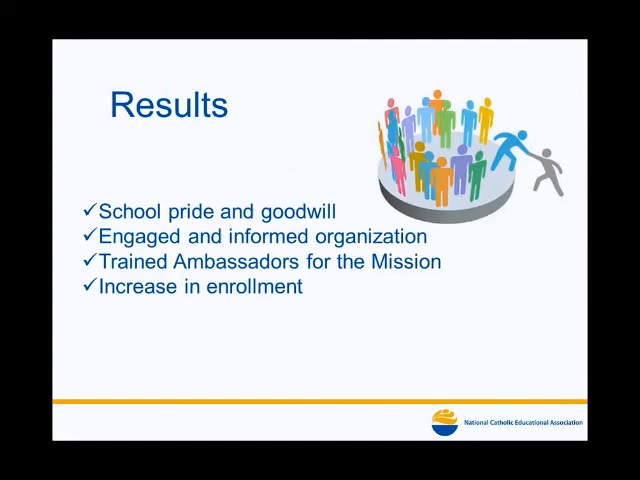 Results
✓School pride and goodwill
✓Engaged and informed organization
✓Trained Ambassadors for the Mission
✓Increase in enrollment
National Catholic Educational Association